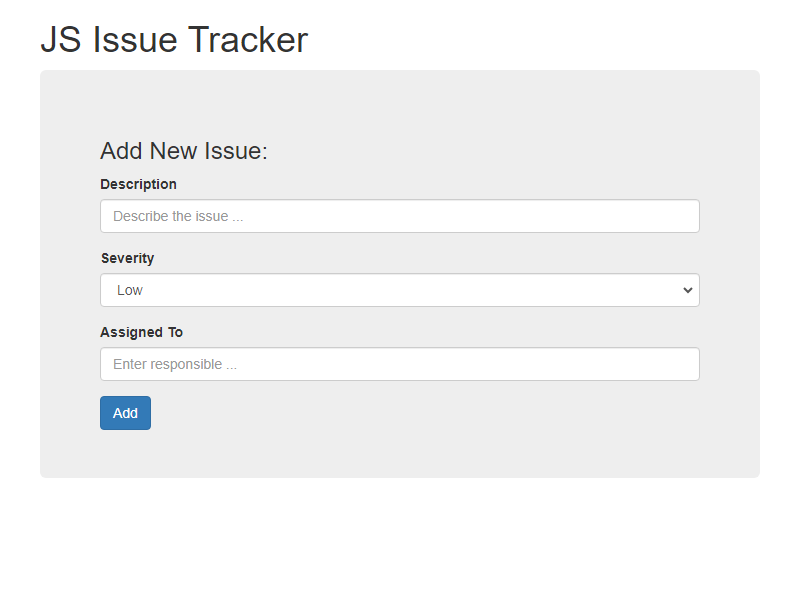 JS Issue Tracker
Add New Issue:
Description
Describe the issue ...
Severity
Low
Assigned To
Enter responsible ...
Add